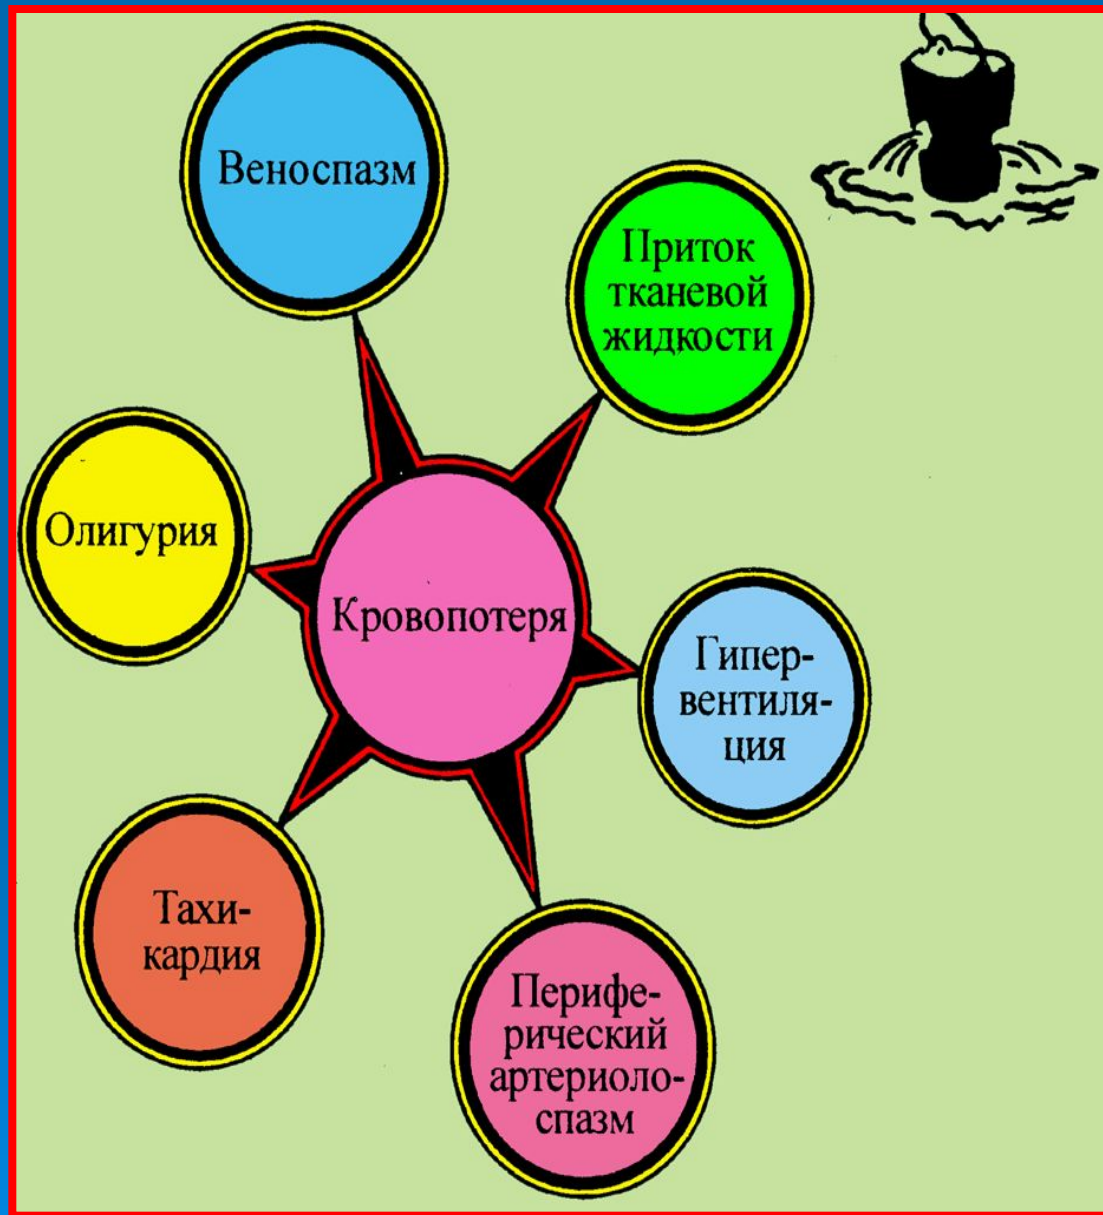 Веноспазм
Приток
тканевой
жидкости
Олигурия
Кровопотеря
Гипер-
вентиля-
ция
Тахи-
кардия
Перифе-
рический
артериоло-
спазм